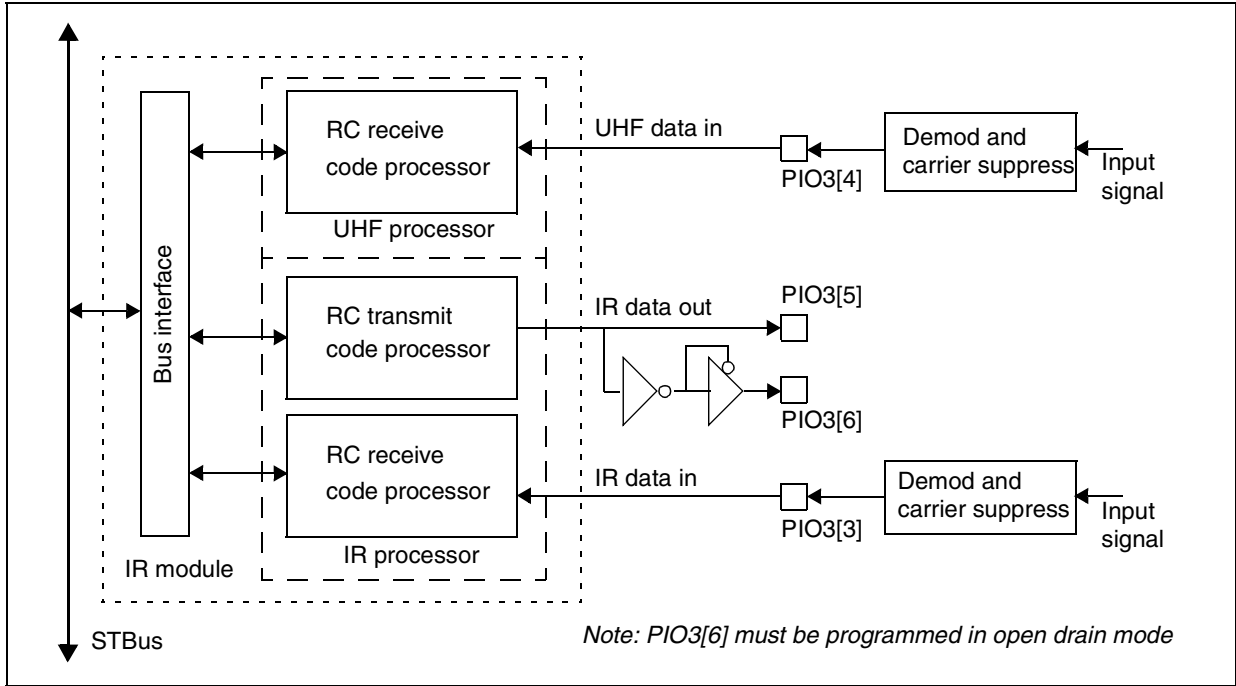 RC receive
code processor
UHF processor
UHF data in
PIO3[4]
Demod and
carrier suppress
Input
signal
Bus interface
RC transmit
code processor
IR data out
PIO3[5]
PIO3[6]
RC receive
code processor
IR processor
IR data in
PIO3[3]
Demod and
carrier suppress
Input
signal
IR module
STBus
Note: PIO3[6] must be programmed in open drain mode